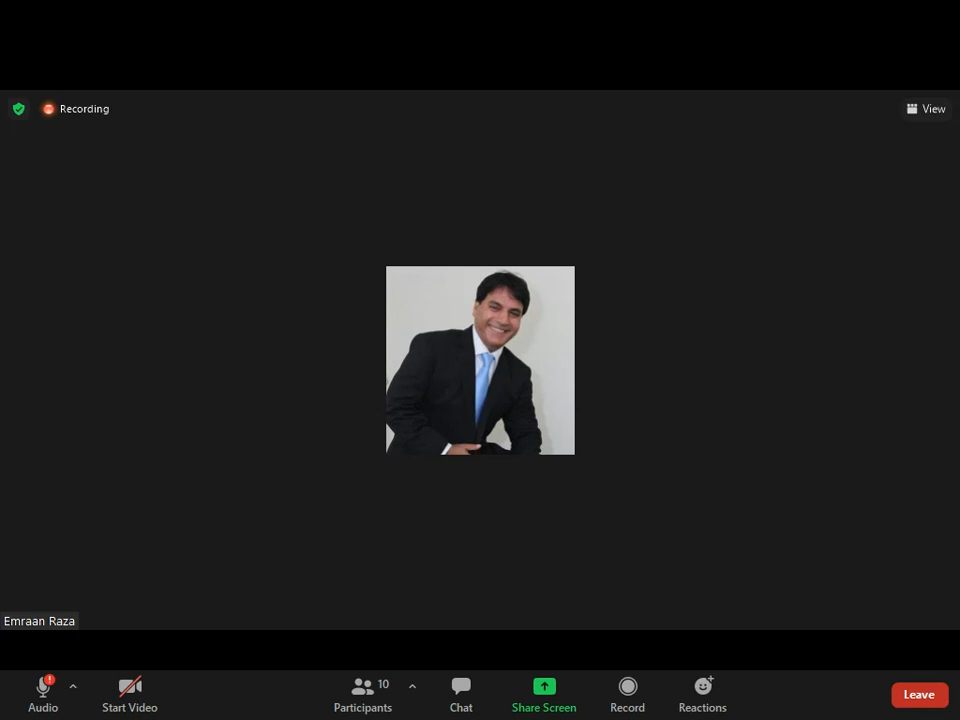 Recording
View
Emraan Raza
Audio
Start Video
Participants
10
Chat
Share Screen
Record
Reactions
Leave